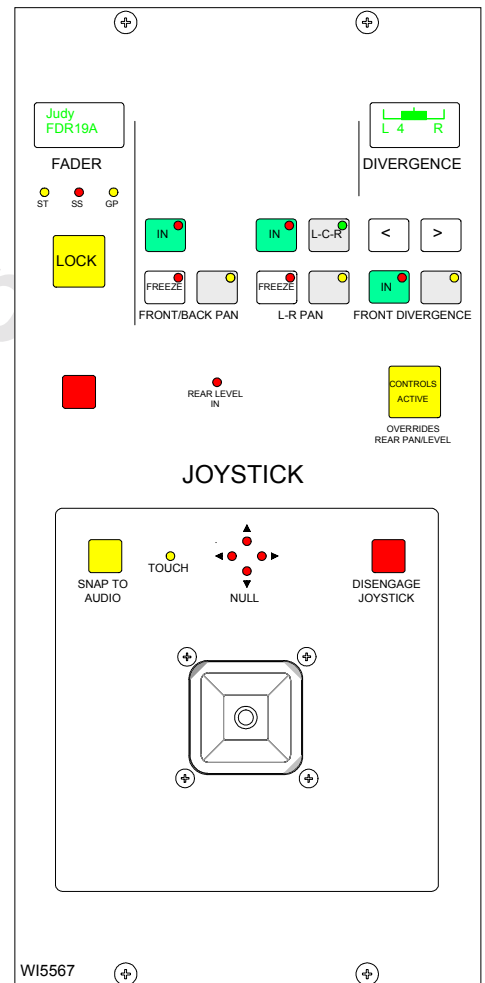 Judy
FDR19A
L 4 R
FADER
DIVERGENCE
ST SS GP
IN
IN
L-C-R
< >
LOCK
FREEZE
FREEZE
IN
FRONT/BACK PAN
L-R PAN
FRONT DIVERGENCE
REAR LEVEL
IN
CONTROLS
ACTIVE
OVERRIDES
REAR PAN/LEVEL
JOYSTICK
SNAP TO
AUDIO
TOUCH
NULL
DISENGAGE
JOYSTICK
WI5567